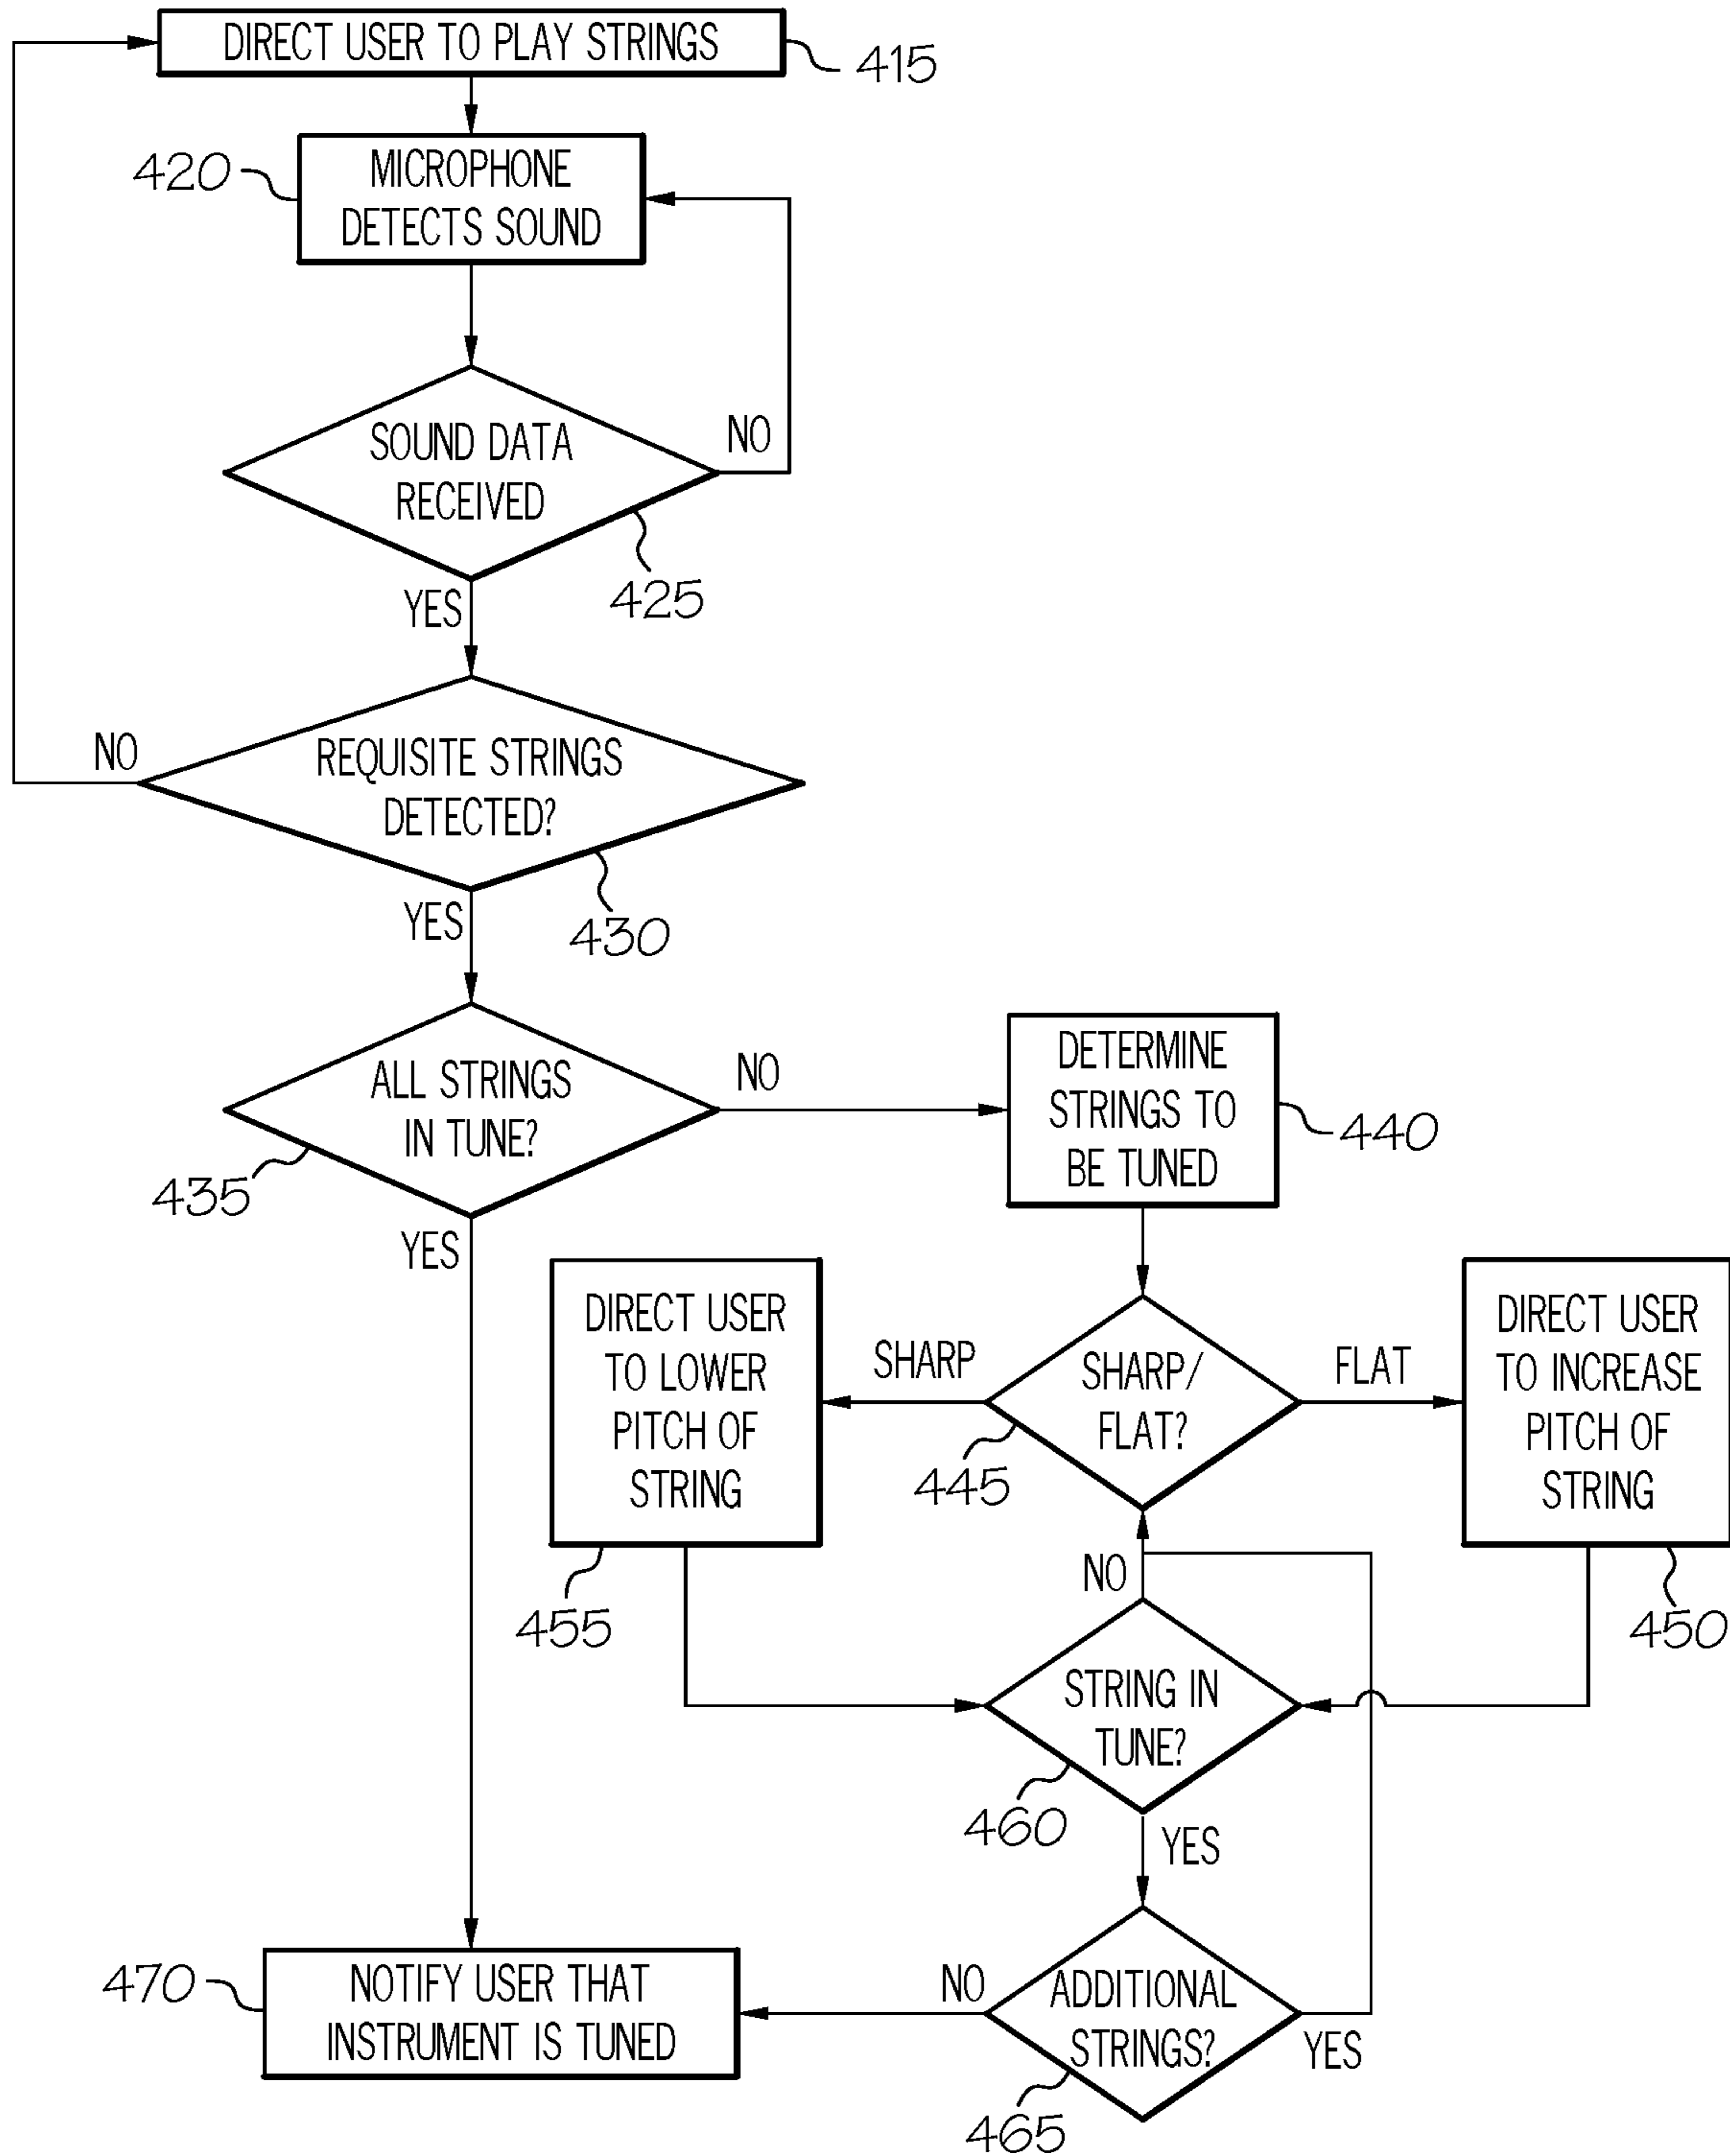 DIRECT USER TO PLAY STRINGS
415
420
MICROPHONE
DETECTS SOUND
SOUND DATA
RECEIVED
NO
425
YES
NO
REQUISITE STRINGS
DETECTED?
430
YES
ALL STRINGS
IN TUNE?
NO
435
YES
DETERMINE
STRINGS TO
BE TUNED
440
DIRECT USER
TO LOWER
PITCH OF
STRING
455
SHARP
SHARP/
FLAT?
445
FLAT
DIRECT USER
TO INCREASE
PITCH OF
STRING
450
NO
STRING IN
TUNE?
460
YES
ADDITIONAL
STRINGS?
465
YES
NO
470
NOTIFY USER THAT
INSTRUMENT IS TUNED